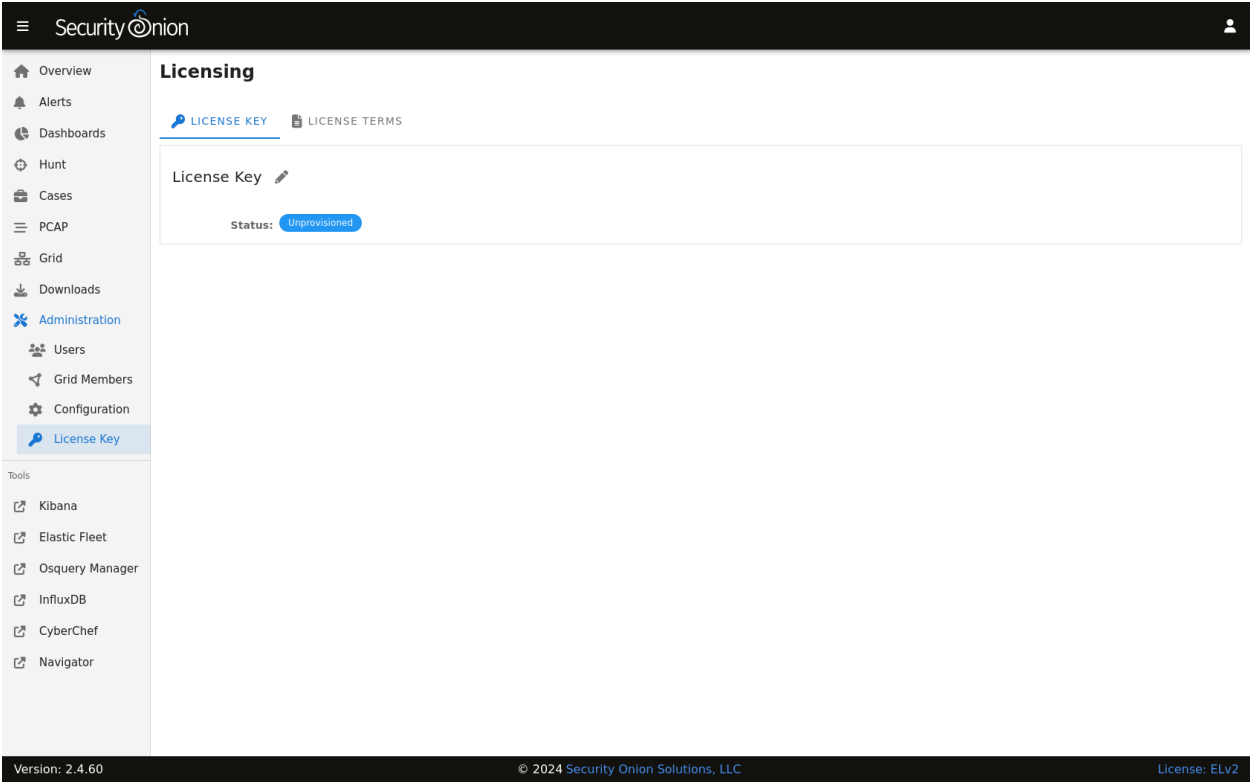 Security Onion
Overview
Alerts
Dashboards
Hunt
Cases
PCAP
Grid
Downloads
Administration
Users
Grid Members
Configuration
License Key
Tools
Kibana
Elastic Fleet
Osquery Manager
InfluxDB
CyberChef
Navigator
Licensing
LICENSE KEY LICENSE TERMS
License Key
Status: Unprovisioned
Version: 2.4.60 © 2024 Security Onion Solutions, LLC License: ELv2